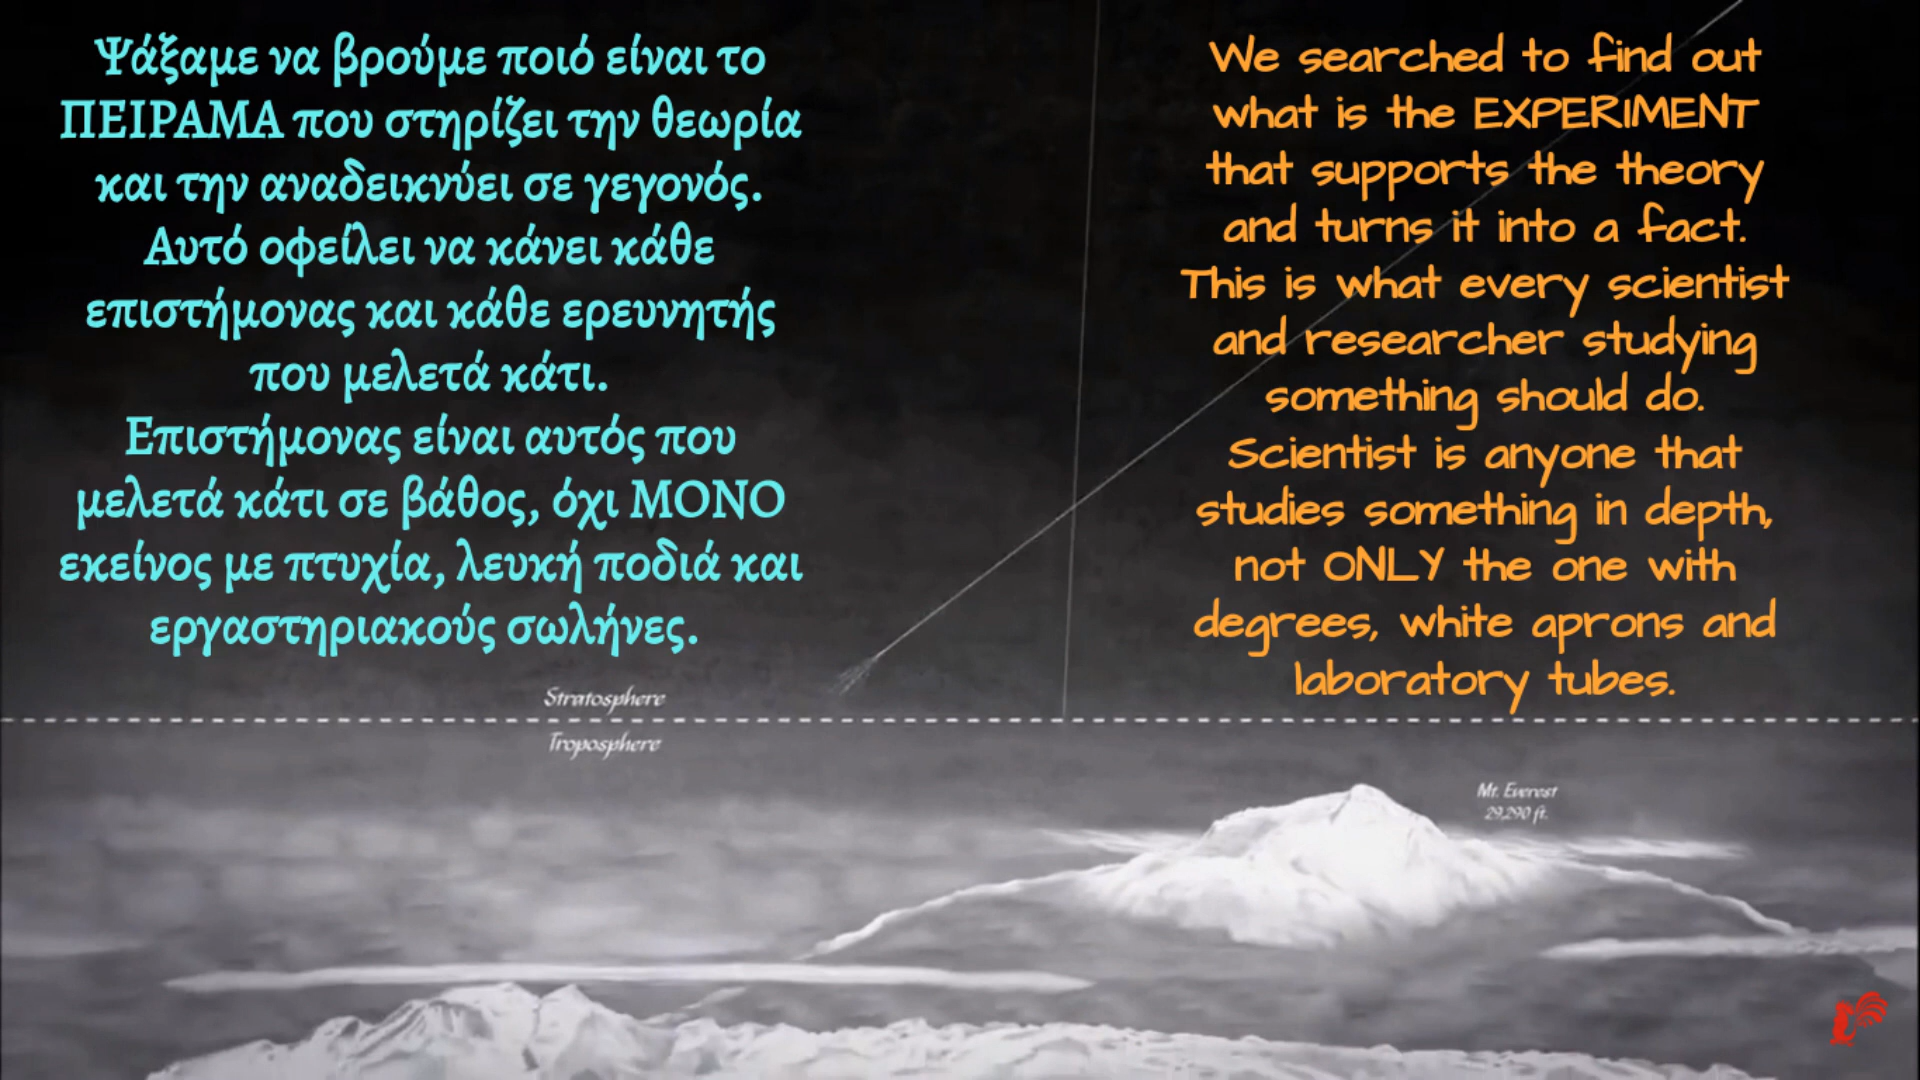 Ψάξαμε να βρούμε ποιό είναι το
ΠΕΙΡΑΜΑ που στηρίζει την θεωρία
και την αναδεικνύει σε γεγονός.
Αυτό οφείλει να κάνει κάθε
επιστήμονας και κάθε ερευνητής
που μελετά κάτι.
Επιστήμονας είναι αυτός που
μελετά κάτι σε βάθος, όχι ΜΟΝΟ
εκείνος με πτυχία, λευκή ποδιά και
εργαστηριακούς σωλήνες.
We searched to find out
what is the EXPERIMENT
that supports the theory
and turns it into a fact.
This is what every scientist
and researcher studying
something should do.
Scientist is anyone that
studies something in depth,
not ONLY the one with
degrees, white aprons and
laboratory tubes.
Stratosphere
Troposphere
Mt. Everest
29,290 ft.